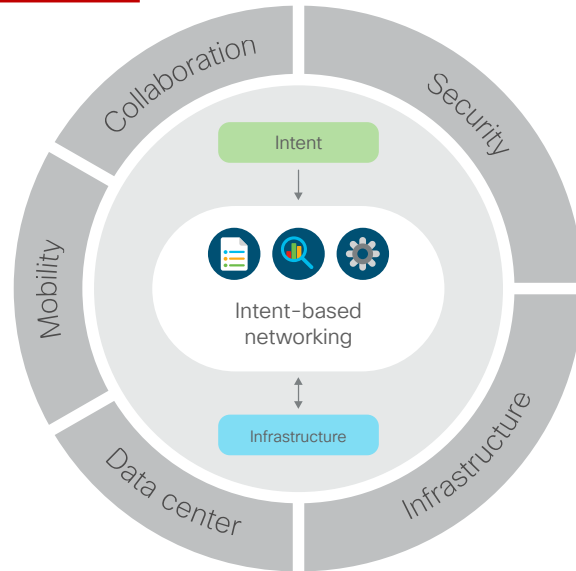 Collaboration
Security
Intent
Mobility
Intent-based
networking
Infrastructure
Data center
Infrastructure